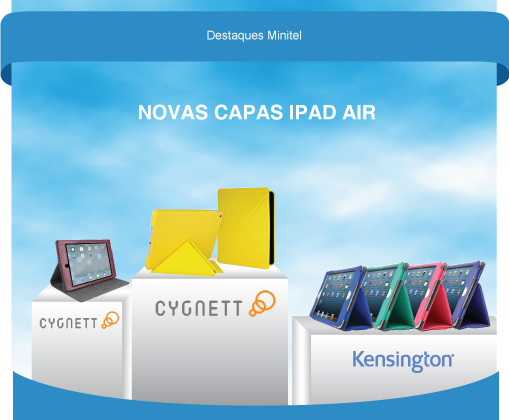 Destaques Minitel
NOVAS CAPAS IPAD AIR
CYGNETT
CYGNETT
Kensington